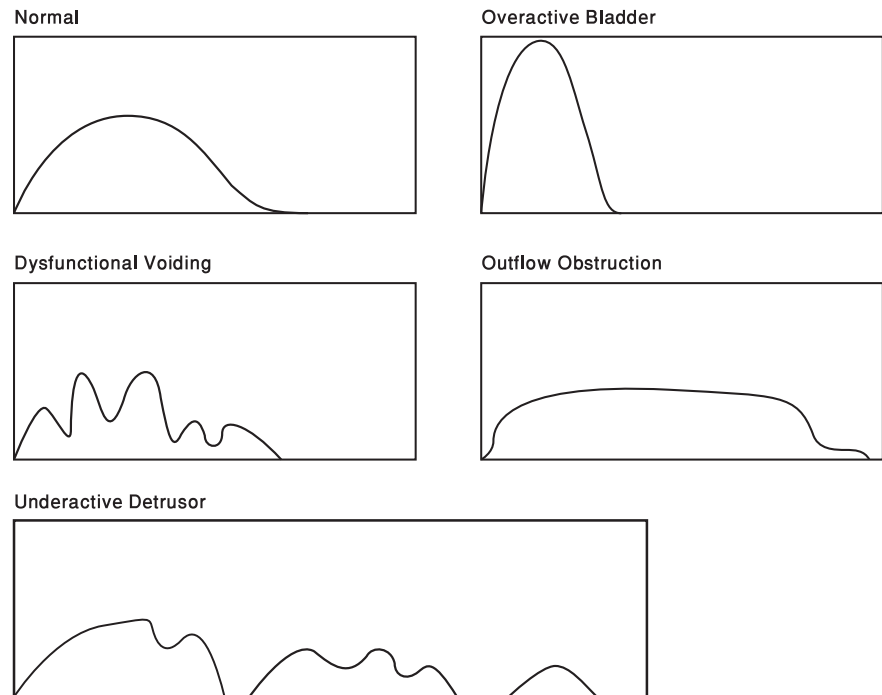 Normal
Overactive Bladder
Dysfunctional Voiding
Outflow Obstruction
Underactive Detrusor